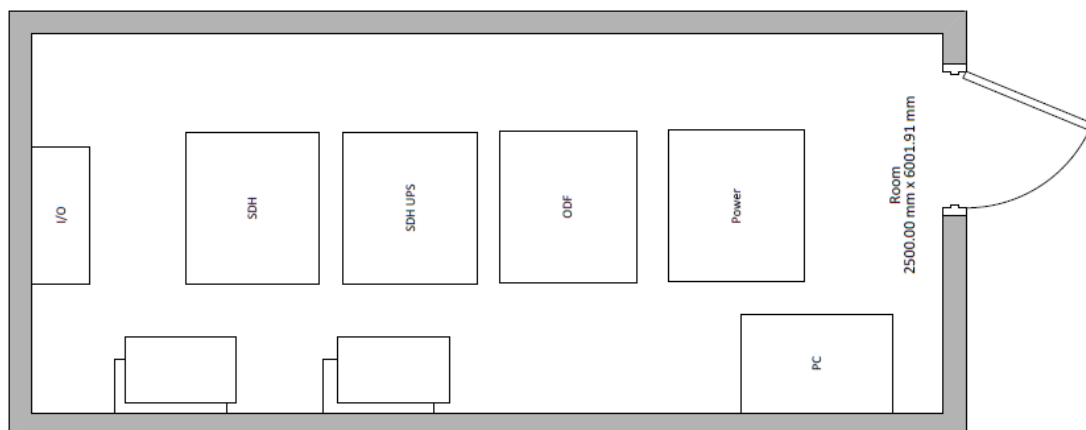 I/O
SDH
SDH UPS
ODF
Power
Room
2500.00 mm x 6001.91 mm
PC